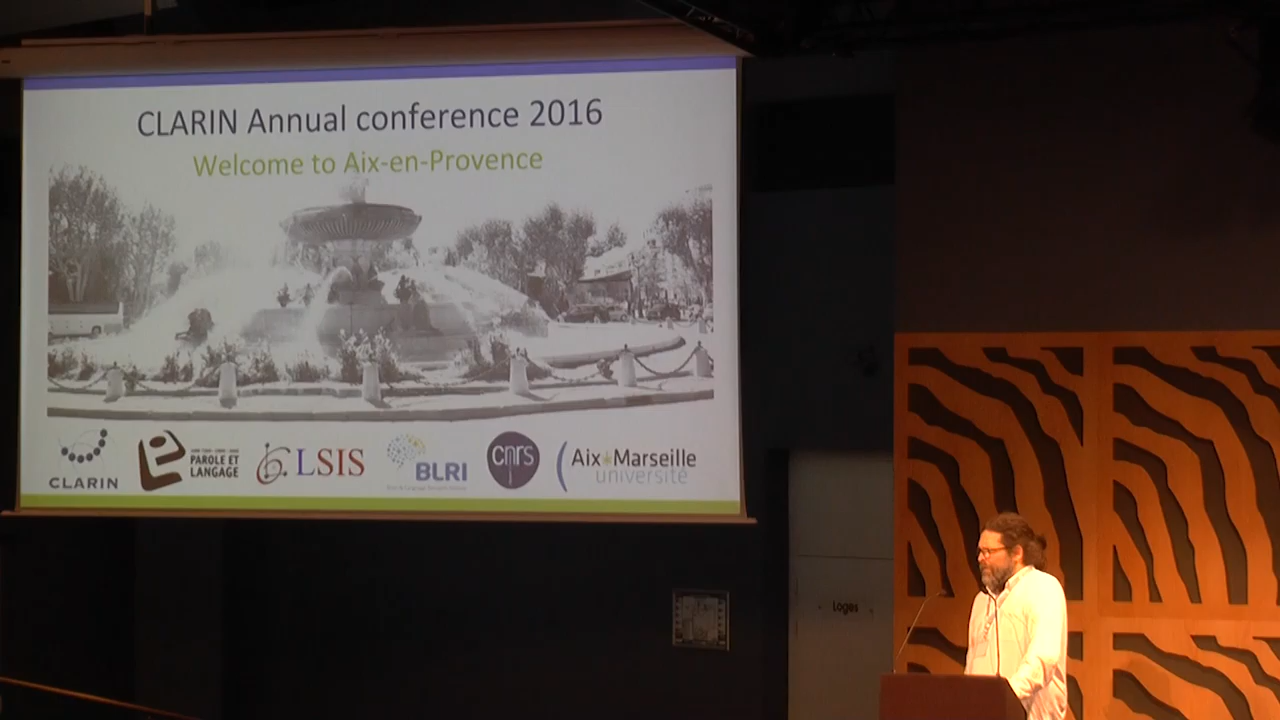 CLARIN Annual conference 2016
Welcome to Aix-en-Provence
CLARIN
PAROLE ET
LANGAGE
LSIS
BLRI
cnrs
Aix*Marseille
université
Loges